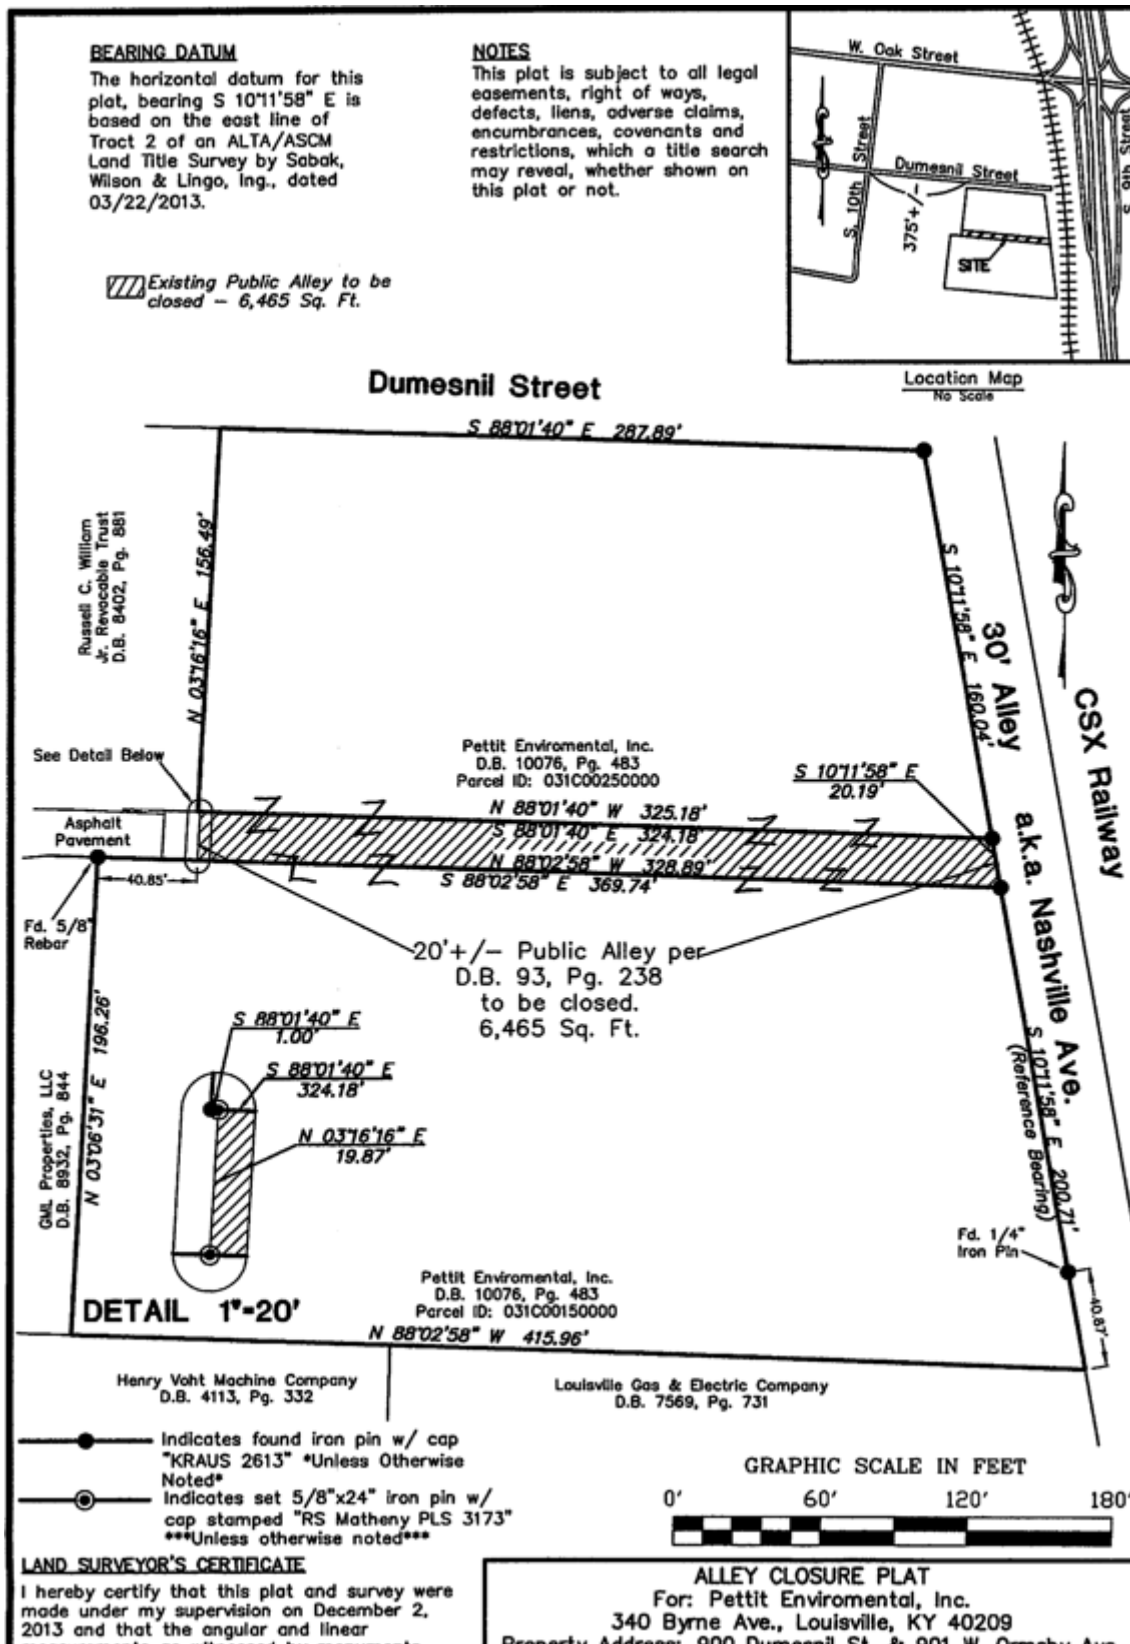 BEARING DATUM
The horizontal datum for this
plat, bearing S 10°11'58" E is
based on the east line of
Tract 2 of an ALTA/ASCM
Land Title Survey by Sabak,
Wilson & Lingo, Ing., dated
03/22/2013.
NOTES
This plat is subject to all legal
easements, right of ways,
defects, liens, adverse claims,
encumbrances, covenants and
restrictions, which a title search
may reveal, whether shown on
this plat or not.
W. Oak Street
S. 10th Street
Dumesnil Street
375'+/-
SITE
S. 9th Street
Location Map
No Scale
Existing Public Alley to be
closed – 6,465 Sq. Ft.
Dumesnil Street
S 88°01'40" E 287.89'
Russell C. William
Jr. Revocable Trust
D.B. 8402, Pg. 881
N 03°16'16" E 156.49'
S 10°11'58" E 160.04'
30' Alley
a.k.a. Nashville Ave.
CSX Railway
See Detail Below
Pettit Enviromental, Inc.
D.B. 10076, Pg. 483
Parcel ID: 031C00250000
S 10°11'58" E
20.19'
N 88°01'40" W 325.18'
S 88°01'40" E 324.18'
N 88°02'58" W 328.89'
S 88°02'58" E 369.74'
Asphalt
Pavement
40.85'
Fd. 5/8"
Rebar
20'+/- Public Alley per
D.B. 93, Pg. 238
to be closed.
6,465 Sq. Ft.
GML Properties, LLC
D.B. 8932, Pg. 844
N 03°06'31" E 196.26'
S 88°01'40" E
1.00'
S 88°01'40" E
324.18'
N 03°16'16" E
19.87'
DETAIL 1"=20'
S 10°11'58" E 200.71'
(Reference Bearing)
Fd. 1/4"
Iron Pin
40.87'
Pettit Enviromental, Inc.
D.B. 10076, Pg. 483
Parcel ID: 031C00150000
N 88°02'58" W 415.96'
Henry Voht Machine Company
D.B. 4113, Pg. 332
Louisville Gas & Electric Company
D.B. 7569, Pg. 731
Indicates found iron pin w/ cap
"KRAUS 2613" *Unless Otherwise
Noted*
Indicates set 5/8"x24" iron pin w/
cap stamped "RS Matheny PLS 3173"
***Unless otherwise noted***
GRAPHIC SCALE IN FEET
0' 60' 120' 180'
LAND SURVEYOR'S CERTIFICATE
I hereby certify that this plat and survey were
made under my supervision on December 2,
2013 and that the angular and linear
ALLEY CLOSURE PLAT
For: Pettit Enviromental, Inc.
340 Byrne Ave., Louisville, KY 40209
Property Address: 900 Dumesnil St. & 901 W. Ormsby Ave.